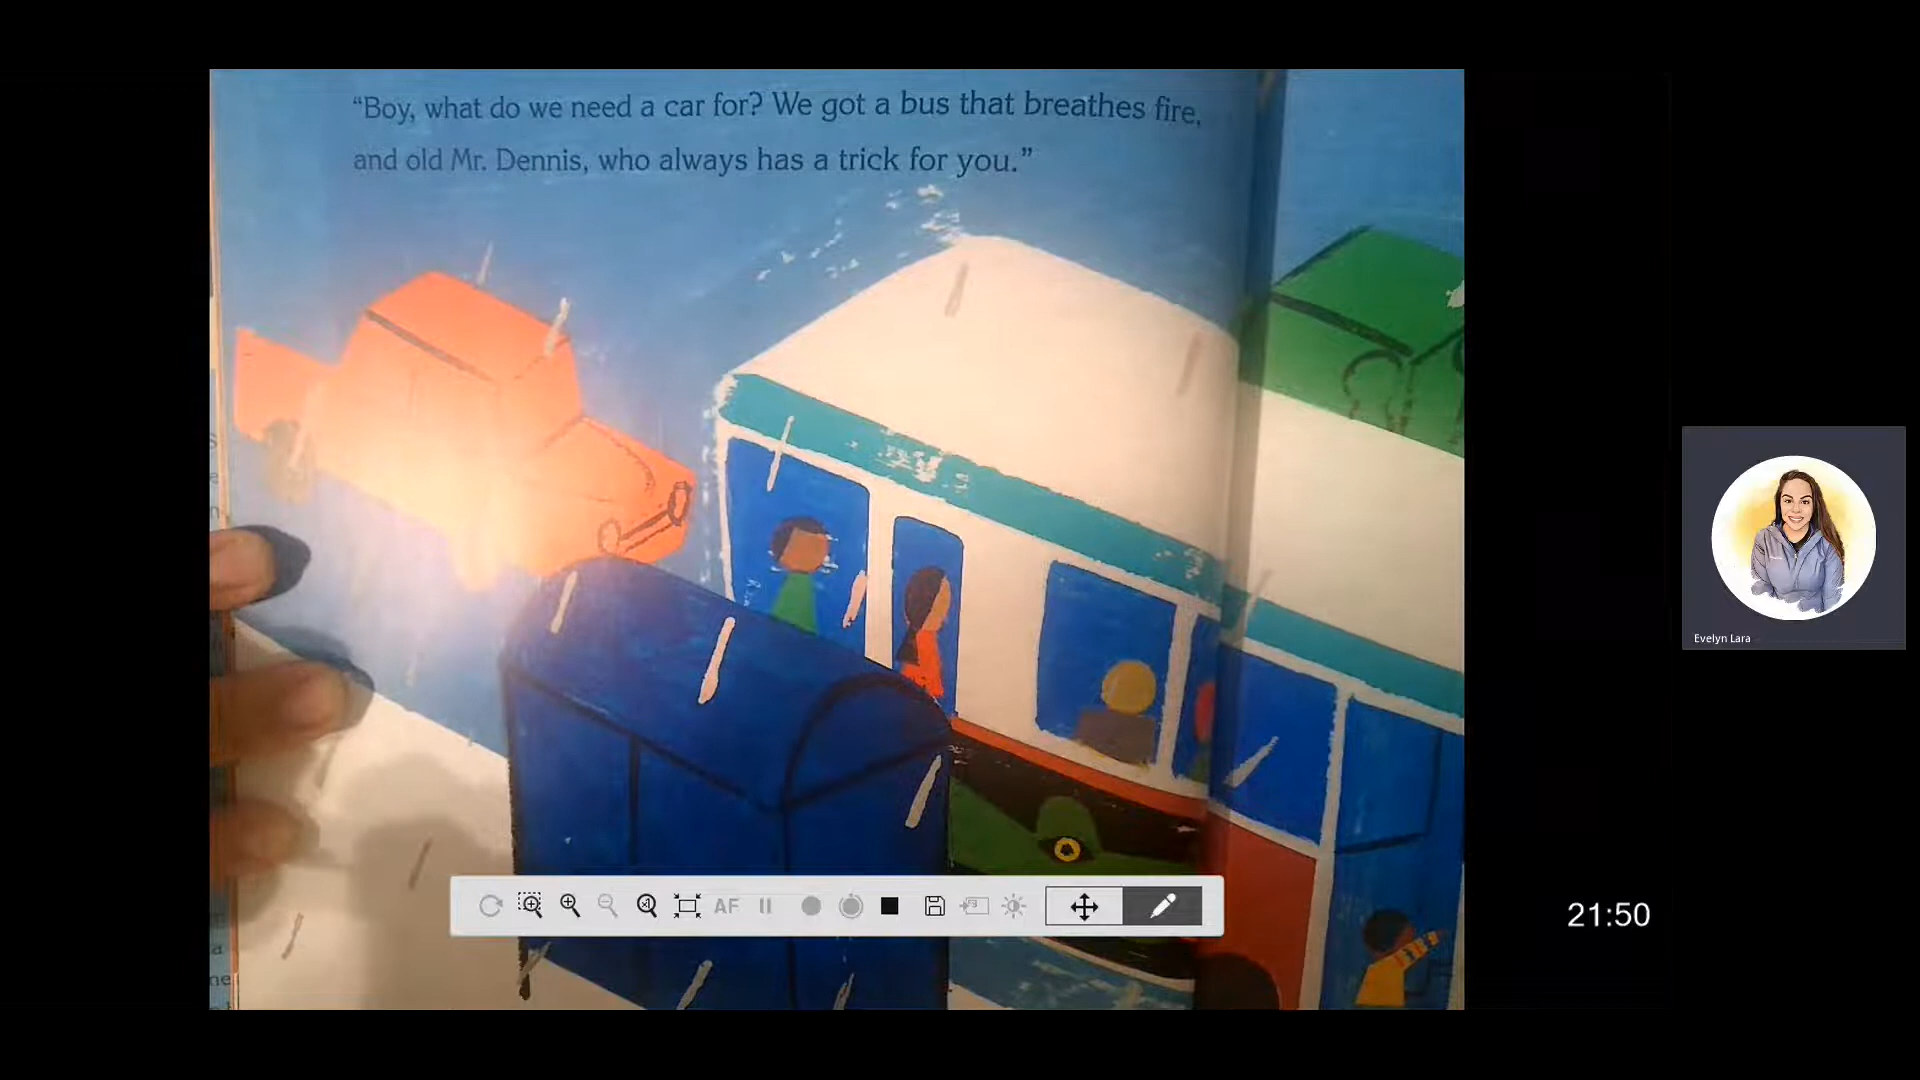 “Boy, what do we need a car for? We got a bus that breathes fire,
and old Mr. Dennis, who always has a trick for you.”
AF
Evelyn Lara
21:50